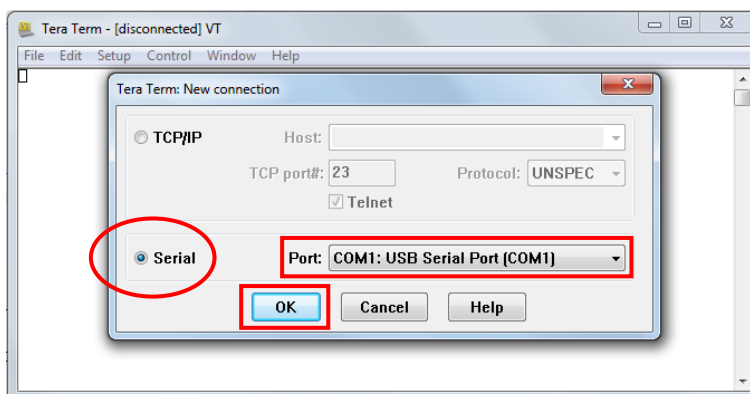 Tera Term - [disconnected] VT
File Edit Setup Control Window Help
Tera Term: New connection
TCP/IP Host:
TCP port#: 23 Protocol: UNSPEC
Telnet
Serial Port: COM1: USB Serial Port (COM1)
OK Cancel Help